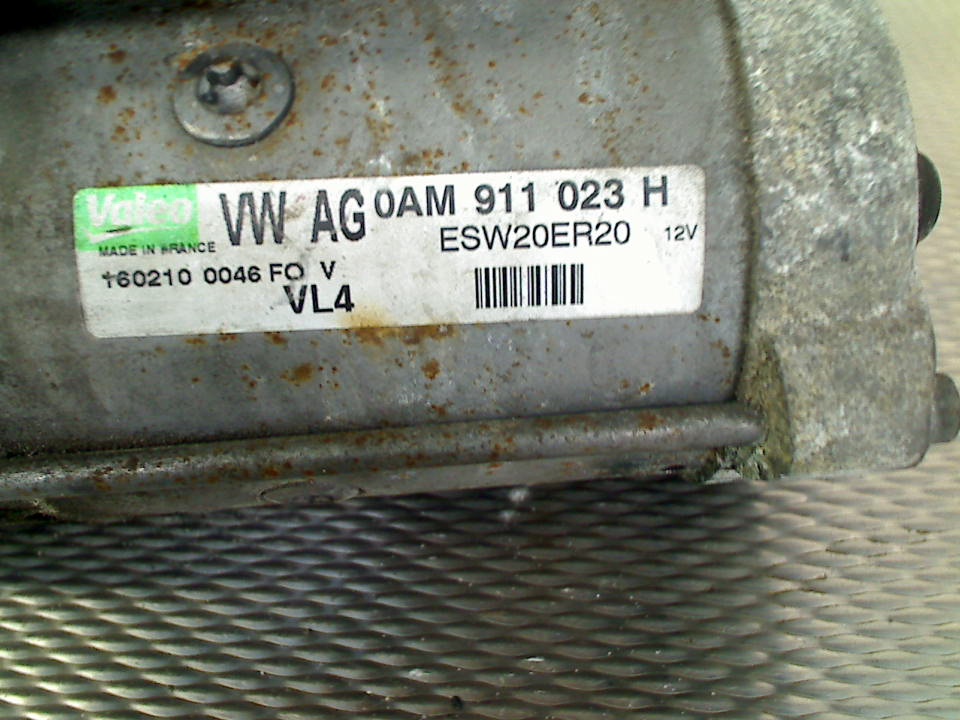 Valeo VW AG 0AM 911 023 H
MADE IN FRANCE ESW20ER20 12V
160210 0046 FO V
VL4